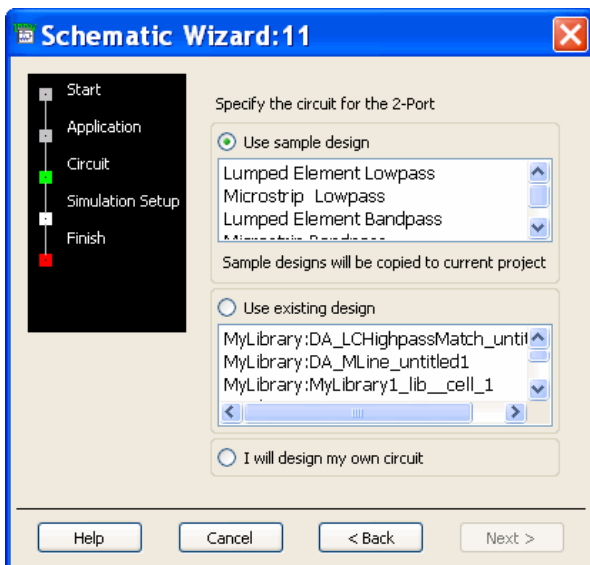 Schematic Wizard:11
Start
Application
Circuit
Simulation Setup
Finish
Specify the circuit for the 2-Port
Use sample design
Lumped Element Lowpass
Microstrip Lowpass
Lumped Element Bandpass
Microstrip Bandpass
Sample designs will be copied to current project
Use existing design
MyLibrary:DA_LCHighpassMatch_untit
MyLibrary:DA_MLine_untitled1
MyLibrary:MyLibrary1_lib__cell_1
I will design my own circuit
Help
Cancel
< Back
Next >